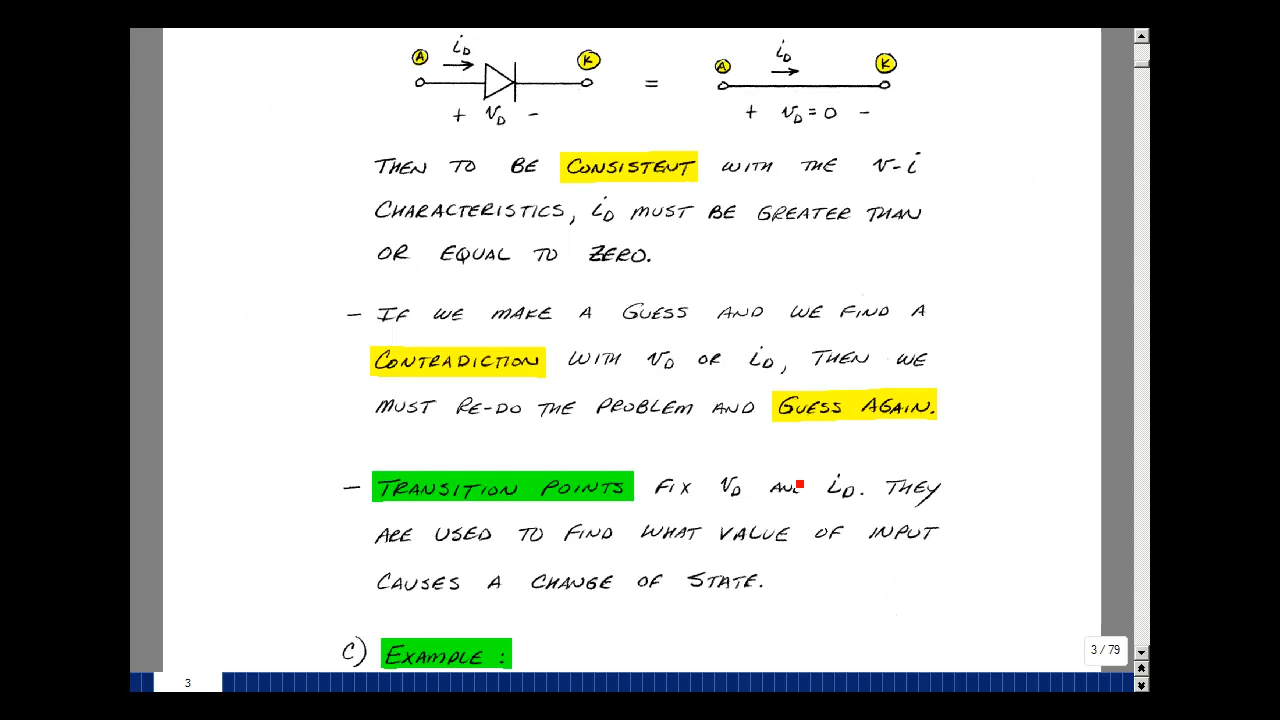 A iD K A iD K
+ vD - = + vD = 0 -
THEN TO BE CONSISTENT WITH THE v-i
CHARACTERISTICS, iD MUST BE GREATER THAN
OR EQUAL TO ZERO.
- IF WE MAKE A GUESS AND WE FIND A
CONTRADICTION WITH vD OR iD, THEN WE
MUST RE-DO THE PROBLEM AND GUESS AGAIN.
- TRANSITION POINTS FIX vD AND iD. THEY
ARE USED TO FIND WHAT VALUE OF INPUT
CAUSES A CHANGE OF STATE.
C) EXAMPLE :
3 / 79
3